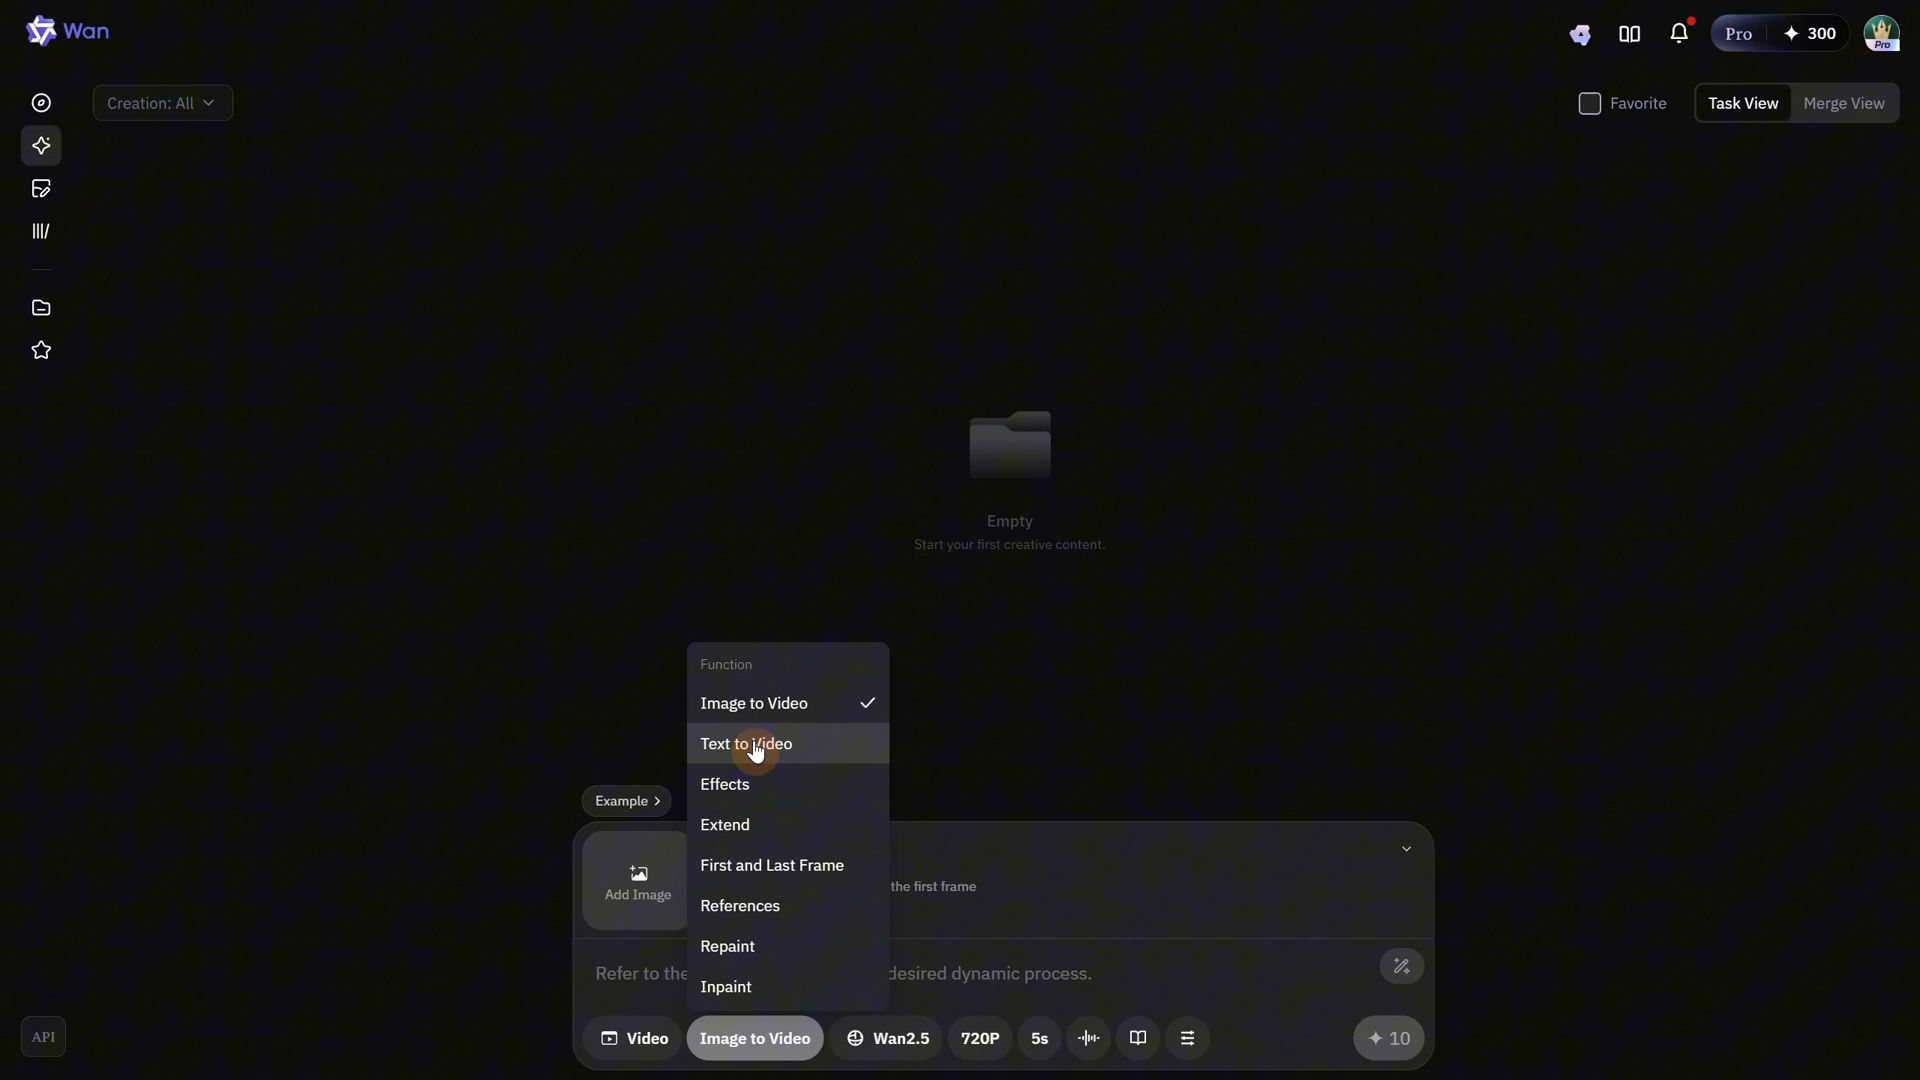 Wan
Pro 300
Pro
Creation: All
Favorite
Task View Merge View
Empty
Start your first creative content.
Function
Image to Video
Text to Video
Effects
Extend
First and Last Frame
References
Repaint
Inpaint
Example
Add Image
the first frame
Refer to the desired dynamic process.
API
Video Image to Video Wan2.5 720P 5s 10